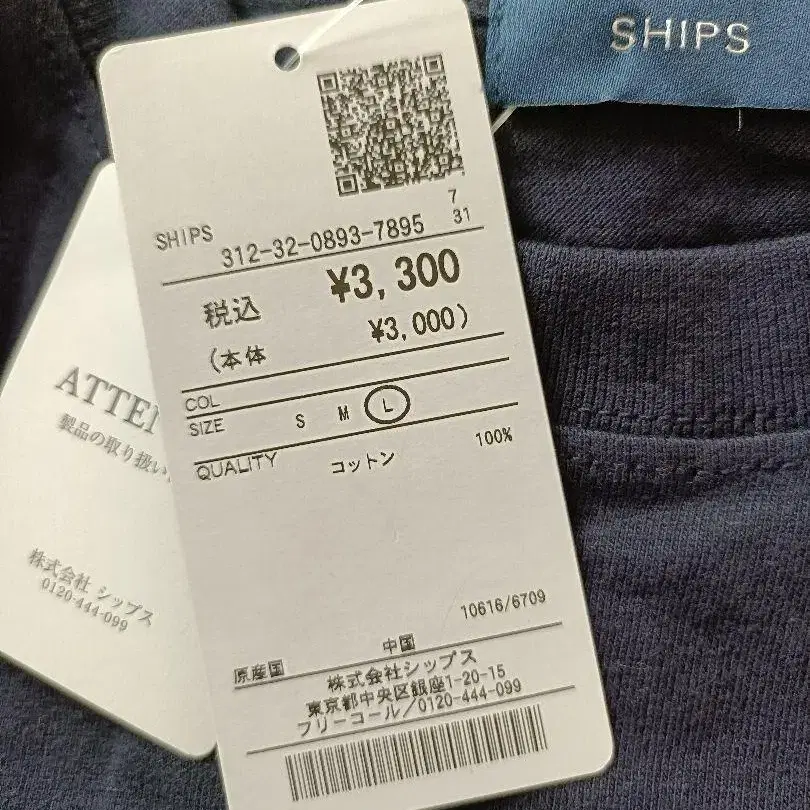 SHIPS
SHIPS 312-32-0893-7895
7
31
税込 ¥3,300
(本体 ¥3,000)
COL
SIZE S M L
QUALITY コットン 100%
10616/6709
原産国 中国
株式会社シップス
東京都中央区銀座1-20-15
フリーコール/0120-444-099
ATTE
製品の取り扱い
株式会社 シップス
0120-444-099